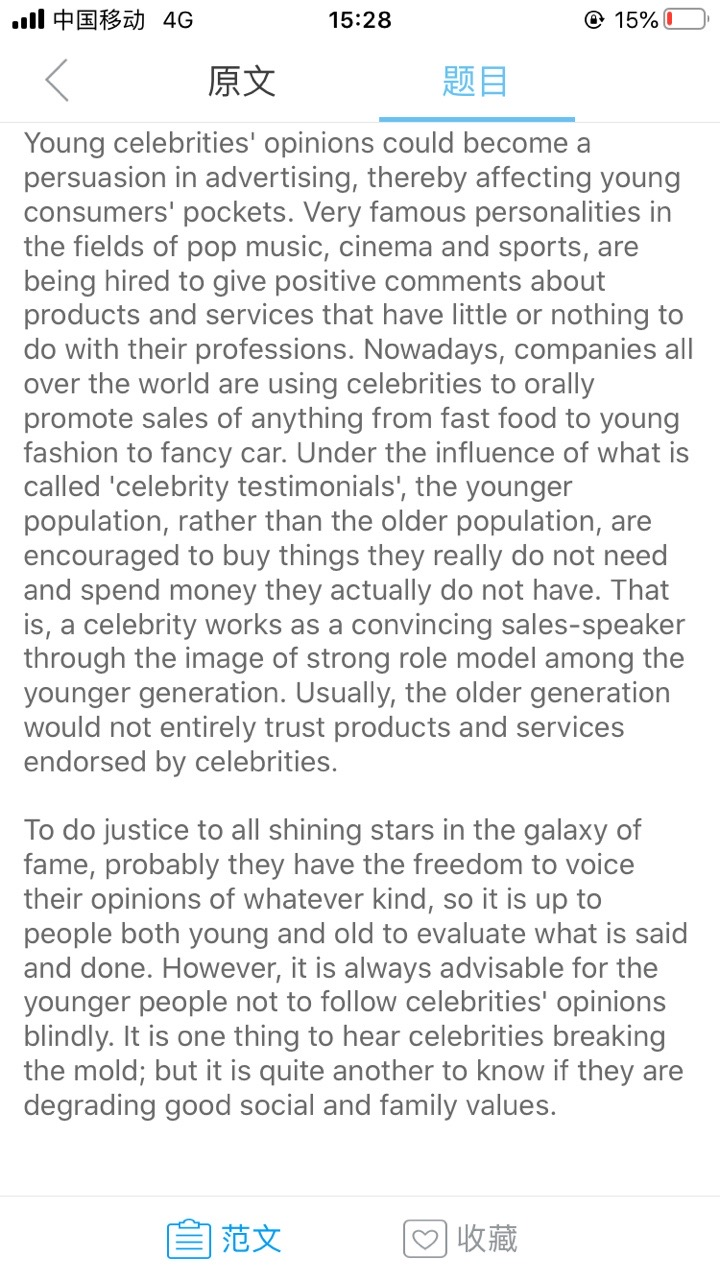 中国移动 4G 15:28 15%
原文 题目
Young celebrities' opinions could become a
persuasion in advertising, thereby affecting young
consumers' pockets. Very famous personalities in
the fields of pop music, cinema and sports, are
being hired to give positive comments about
products and services that have little or nothing to
do with their professions. Nowadays, companies all
over the world are using celebrities to orally
promote sales of anything from fast food to young
fashion to fancy car. Under the influence of what is
called 'celebrity testimonials', the younger
population, rather than the older population, are
encouraged to buy things they really do not need
and spend money they actually do not have. That
is, a celebrity works as a convincing sales-speaker
through the image of strong role model among the
younger generation. Usually, the older generation
would not entirely trust products and services
endorsed by celebrities.
To do justice to all shining stars in the galaxy of
fame, probably they have the freedom to voice
their opinions of whatever kind, so it is up to
people both young and old to evaluate what is said
and done. However, it is always advisable for the
younger people not to follow celebrities' opinions
blindly. It is one thing to hear celebrities breaking
the mold; but it is quite another to know if they are
degrading good social and family values.
范文 收藏